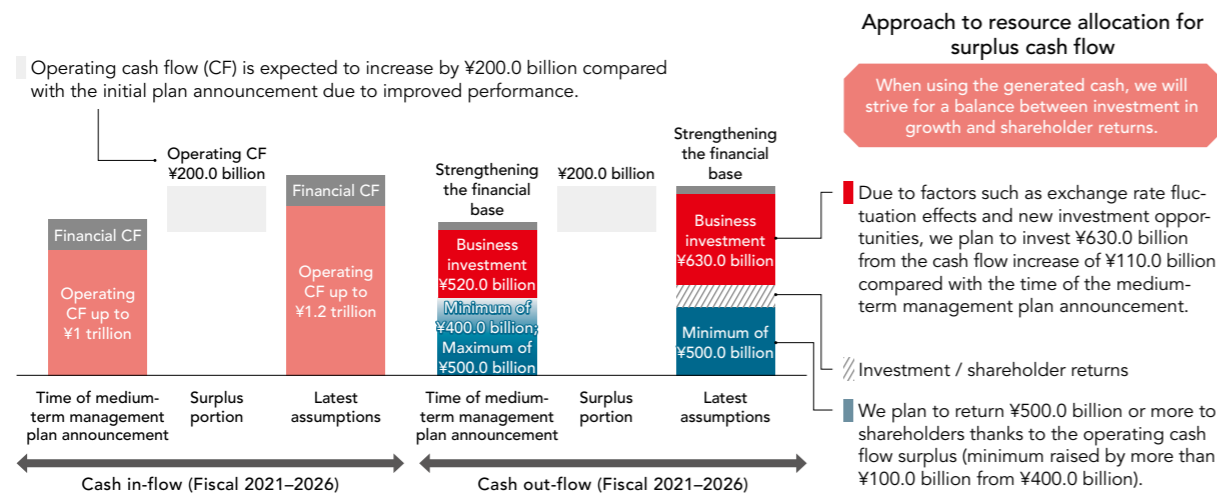 Operating cash flow (CF) is expected to increase by ¥200.0 billion compared
with the initial plan announcement due to improved performance.
Operating CF
¥200.0 billion
Financial CF
Operating
CF up to
¥1 trillion
Financial CF
Operating
CF up to
¥1.2 trillion
Time of medium-
term management
plan announcement
Surplus
portion
Latest
assumptions
Cash in-flow (Fiscal 2021–2026)
Strengthening
the financial
base
Business
investment
¥520.0 billion
Minimum of
¥400.0 billion;
Maximum of
¥500.0 billion
¥200.0 billion
Strengthening
the financial
base
Business
investment
¥630.0 billion
Minimum of
¥500.0 billion
Time of medium-
term management
plan announcement
Surplus
portion
Latest
assumptions
Cash out-flow (Fiscal 2021–2026)
Approach to resource allocation for
surplus cash flow
When using the generated cash, we will
strive for a balance between investment in
growth and shareholder returns.
Due to factors such as exchange rate fluc-
tuation effects and new investment oppor-
tunities, we plan to invest ¥630.0 billion
from the cash flow increase of ¥110.0 billion
compared with the time of the medium-
term management plan announcement.
Investment / shareholder returns
We plan to return ¥500.0 billion or more to
shareholders thanks to the operating cash
flow surplus (minimum raised by more than
¥100.0 billion from ¥400.0 billion).